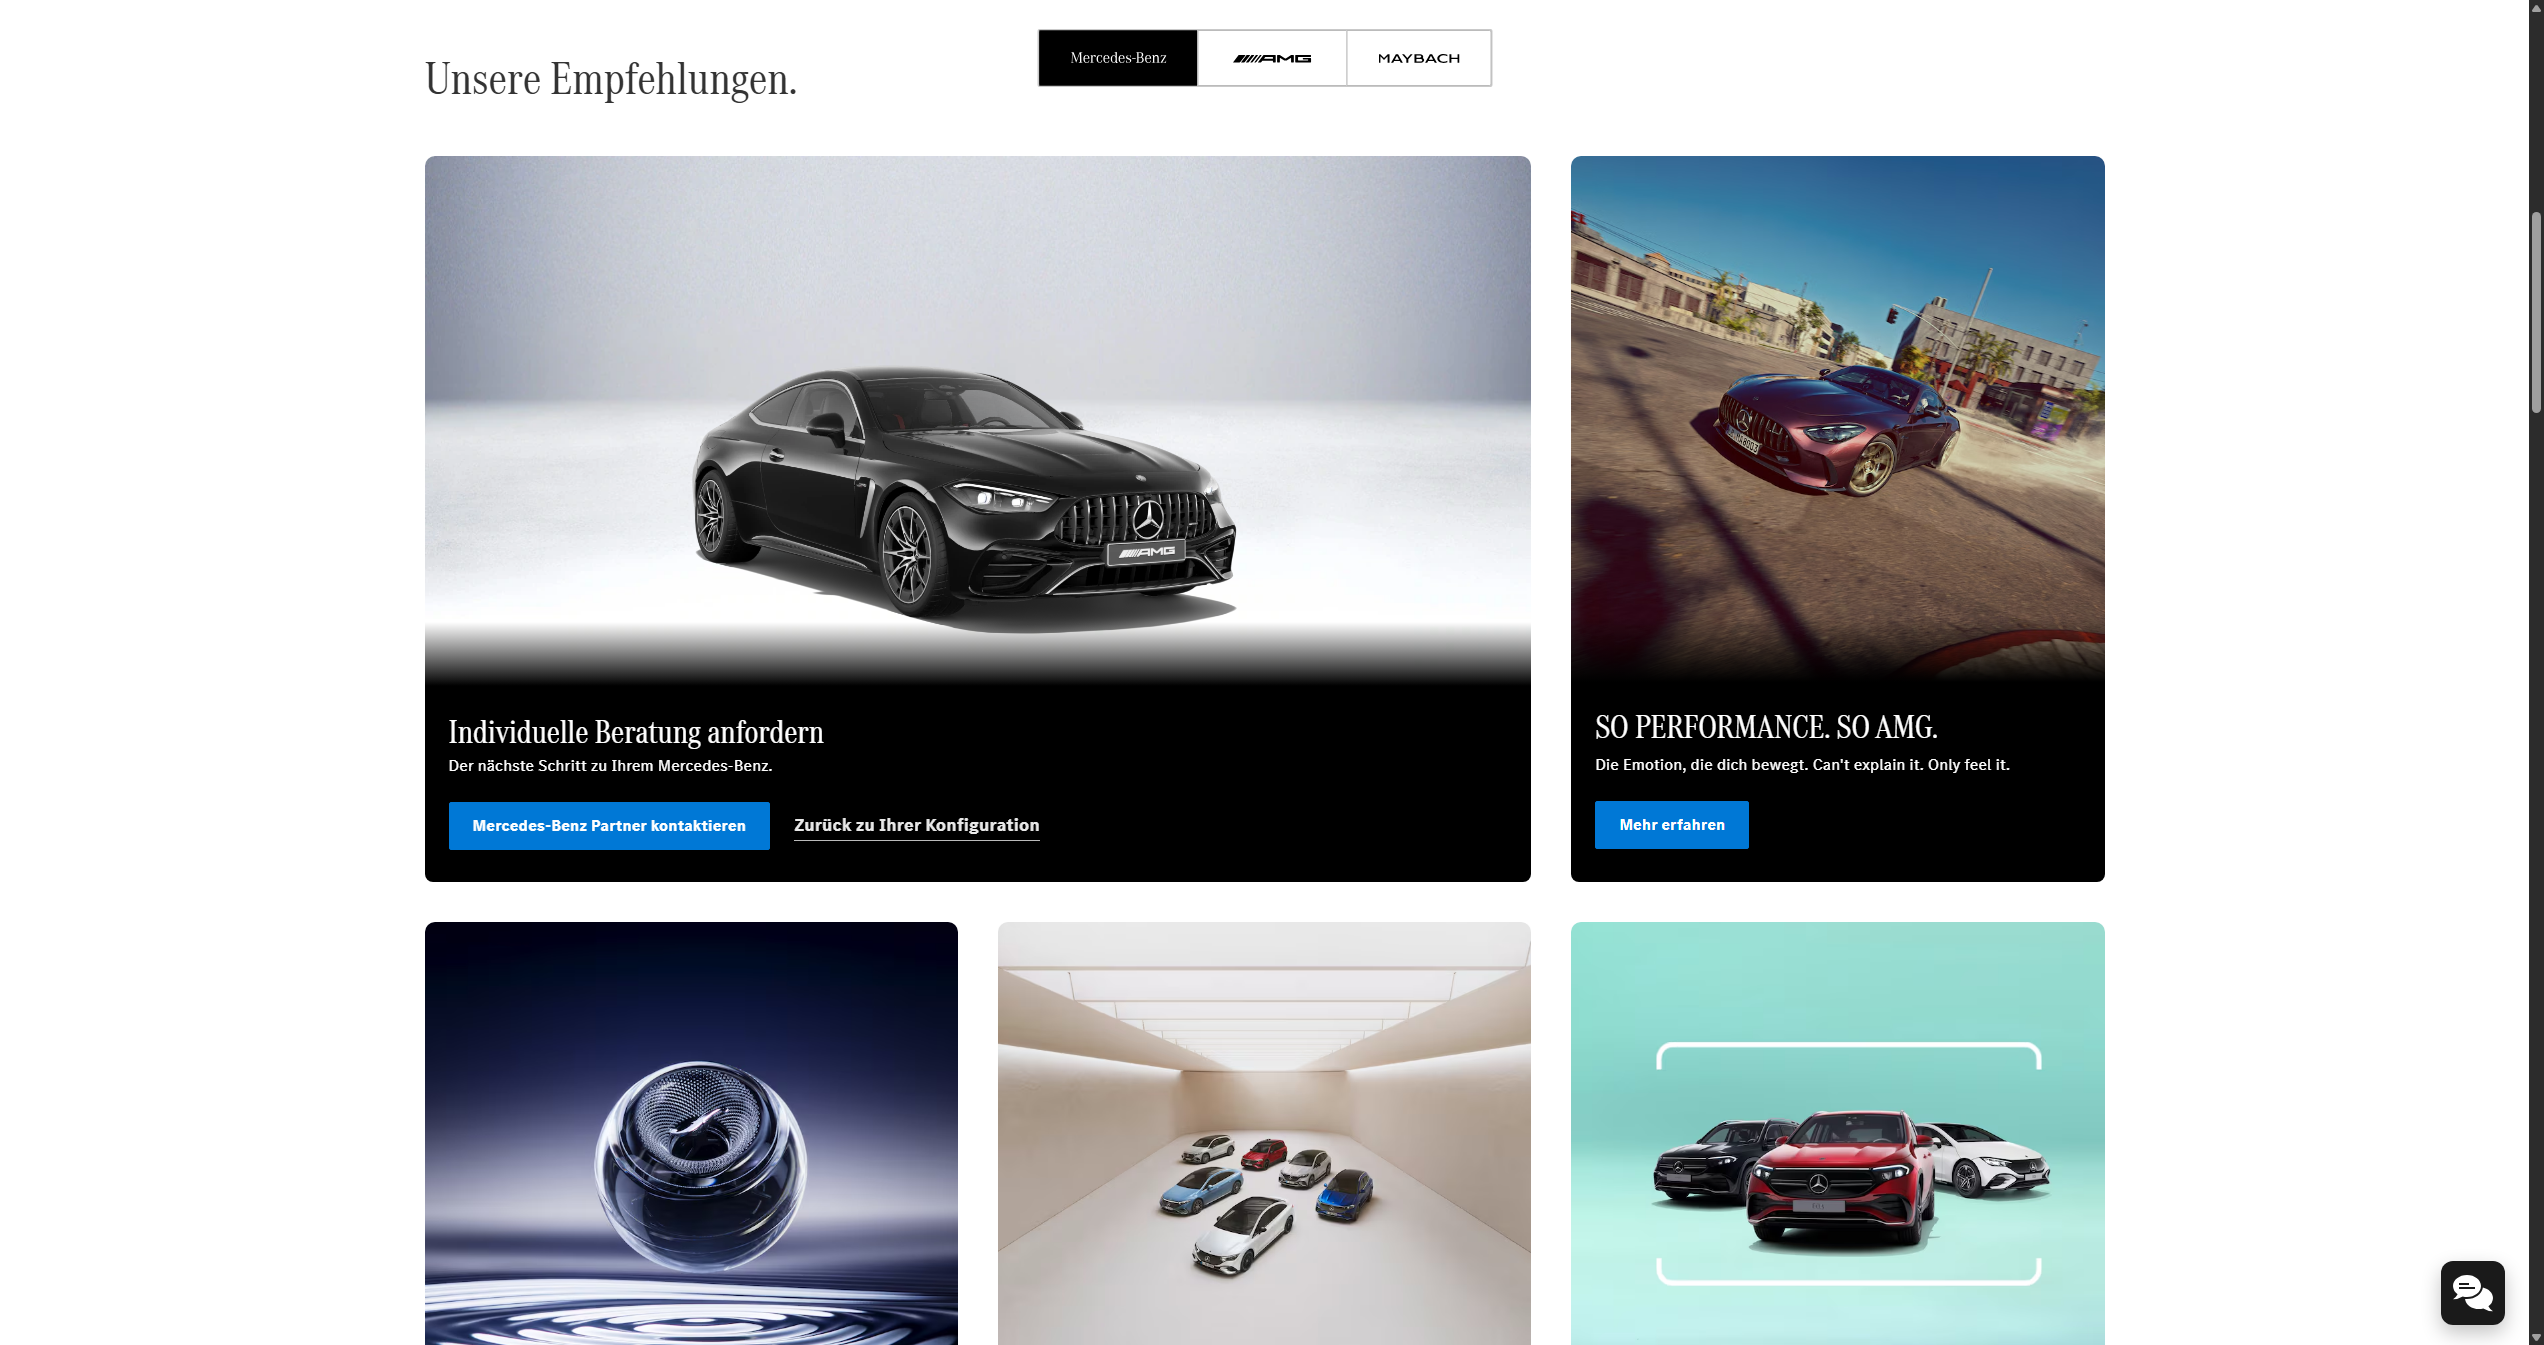 Unsere Empfehlungen.
Mercedes-Benz
AMG
MAYBACH
AMG
Individuelle Beratung anfordern
Der nächste Schritt zu Ihrem Mercedes-Benz.
Mercedes-Benz Partner kontaktieren
Zurück zu Ihrer Konfiguration
SO PERFORMANCE. SO AMG.
Die Emotion, die dich bewegt. Can't explain it. Only feel it.
Mehr erfahren